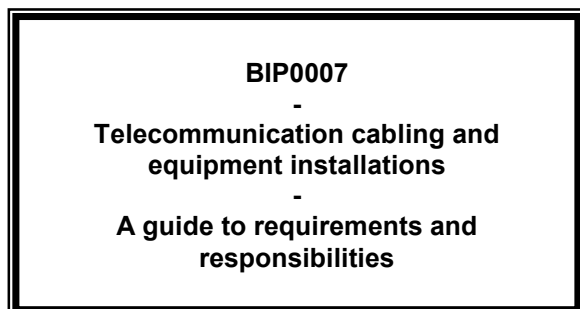 BIP0007
-
Telecommunication cabling and
equipment installations
-
A guide to requirements and
responsibilities